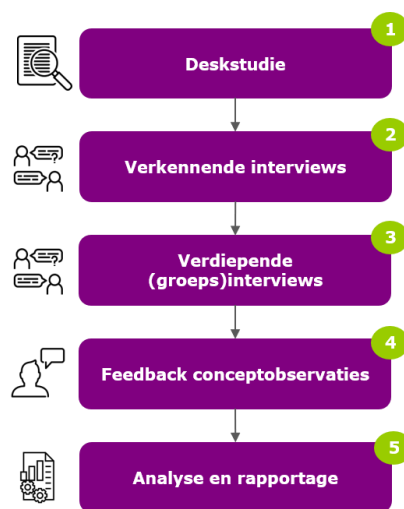 1
Deskstudie
2
Verkennende interviews
3
Verdiepende
(groeps)interviews
4
Feedback conceptobservaties
5
Analyse en rapportage